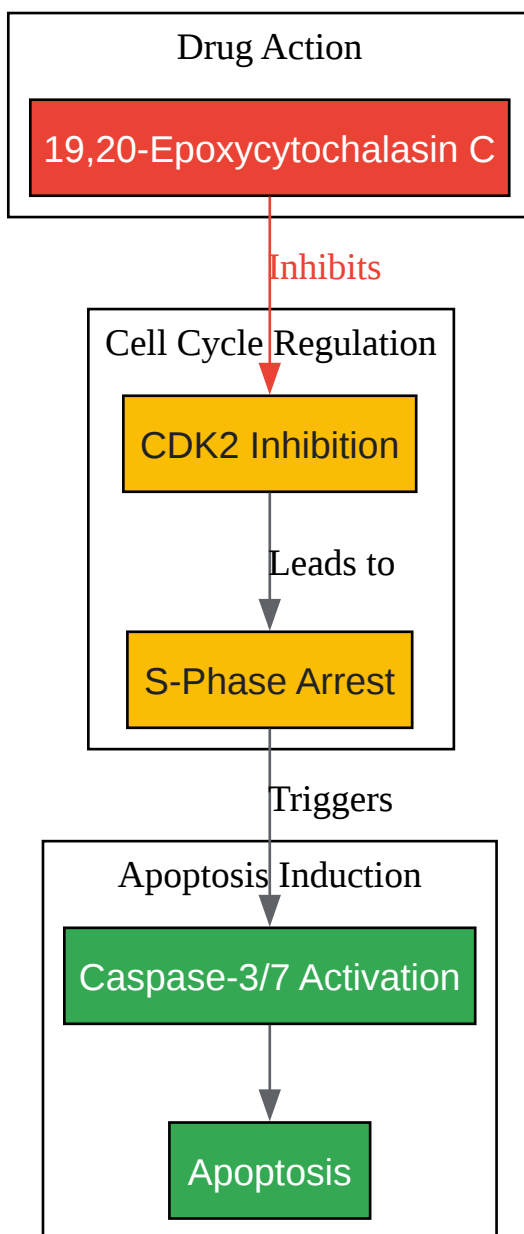 Drug Action
19,20-Epoxycytochalasin C
Inhibits
Cell Cycle Regulation
CDK2 Inhibition
Leads to
S-Phase Arrest
Triggers
Apoptosis Induction
Caspase-3/7 Activation
Apoptosis